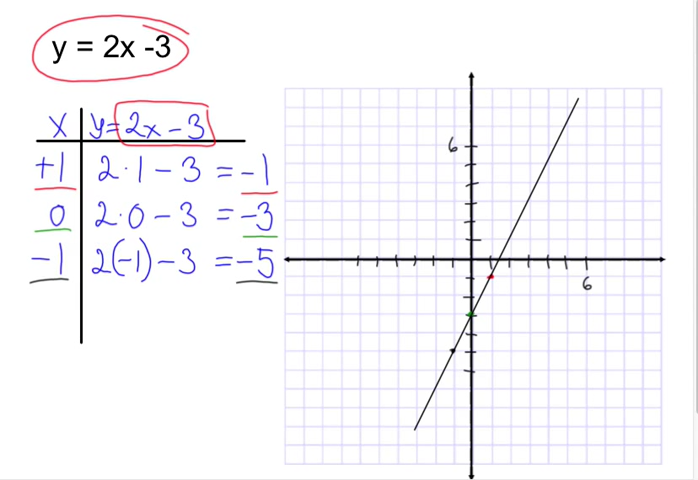 y = 2x -3
x y=2x-3
+1 2·1-3 =-1
0 2·0-3 =-3
-1 2(-1)-3 =-5
6
6